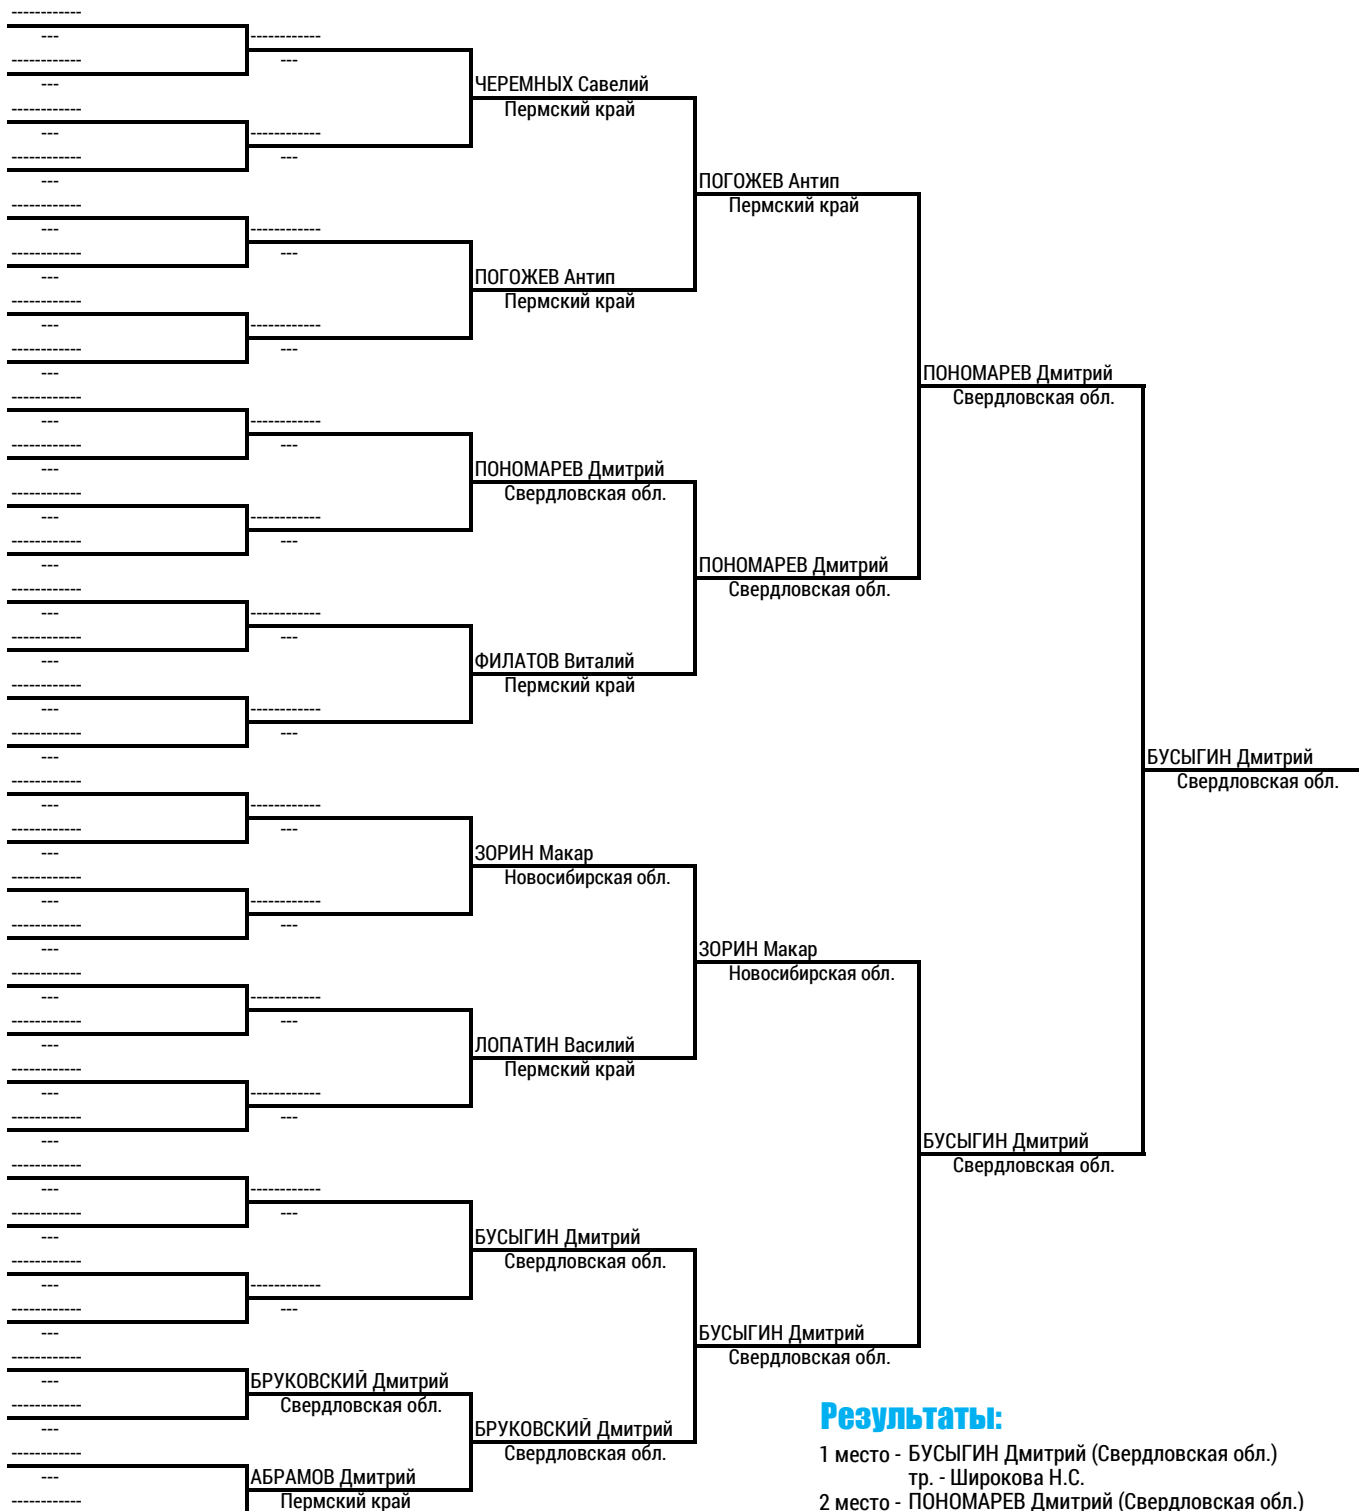 ------------
---
------------
------------
---
---
ЧЕРЕМНЫХ Савелий
Пермский край
------------
---
------------
------------
---
---
ПОГОЖЕВ Антип
Пермский край
------------
---
------------
------------
---
---
ПОГОЖЕВ Антип
Пермский край
------------
---
------------
------------
---
---
ПОНОМАРЕВ Дмитрий
Свердловская обл.
------------
---
------------
------------
---
---
ПОНОМАРЕВ Дмитрий
Свердловская обл.
------------
---
------------
------------
---
---
ПОНОМАРЕВ Дмитрий
Свердловская обл.
------------
---
------------
------------
---
---
ФИЛАТОВ Виталий
Пермский край
------------
---
------------
------------
---
---
БУСЫГИН Дмитрий
Свердловская обл.
------------
---
------------
------------
---
---
ЗОРИН Макар
Новосибирская обл.
------------
---
------------
------------
---
---
ЗОРИН Макар
Новосибирская обл.
------------
---
------------
------------
---
---
ЛОПАТИН Василий
Пермский край
------------
---
------------
------------
---
---
БУСЫГИН Дмитрий
Свердловская обл.
------------
---
------------
------------
---
---
БУСЫГИН Дмитрий
Свердловская обл.
------------
---
------------
------------
---
---
БУСЫГИН Дмитрий
Свердловская обл.
------------
---
БРУКОВСКИЙ Дмитрий
Свердловская обл.
------------
---
БРУКОВСКИЙ Дмитрий
Свердловская обл.
------------
---
АБРАМОВ Дмитрий
Пермский край
------------
Результаты:
1 место - БУСЫГИН Дмитрий (Свердловская обл.)
тр. - Широкова Н.С.
2 место - ПОНОМАРЕВ Дмитрий (Свердловская обл.)